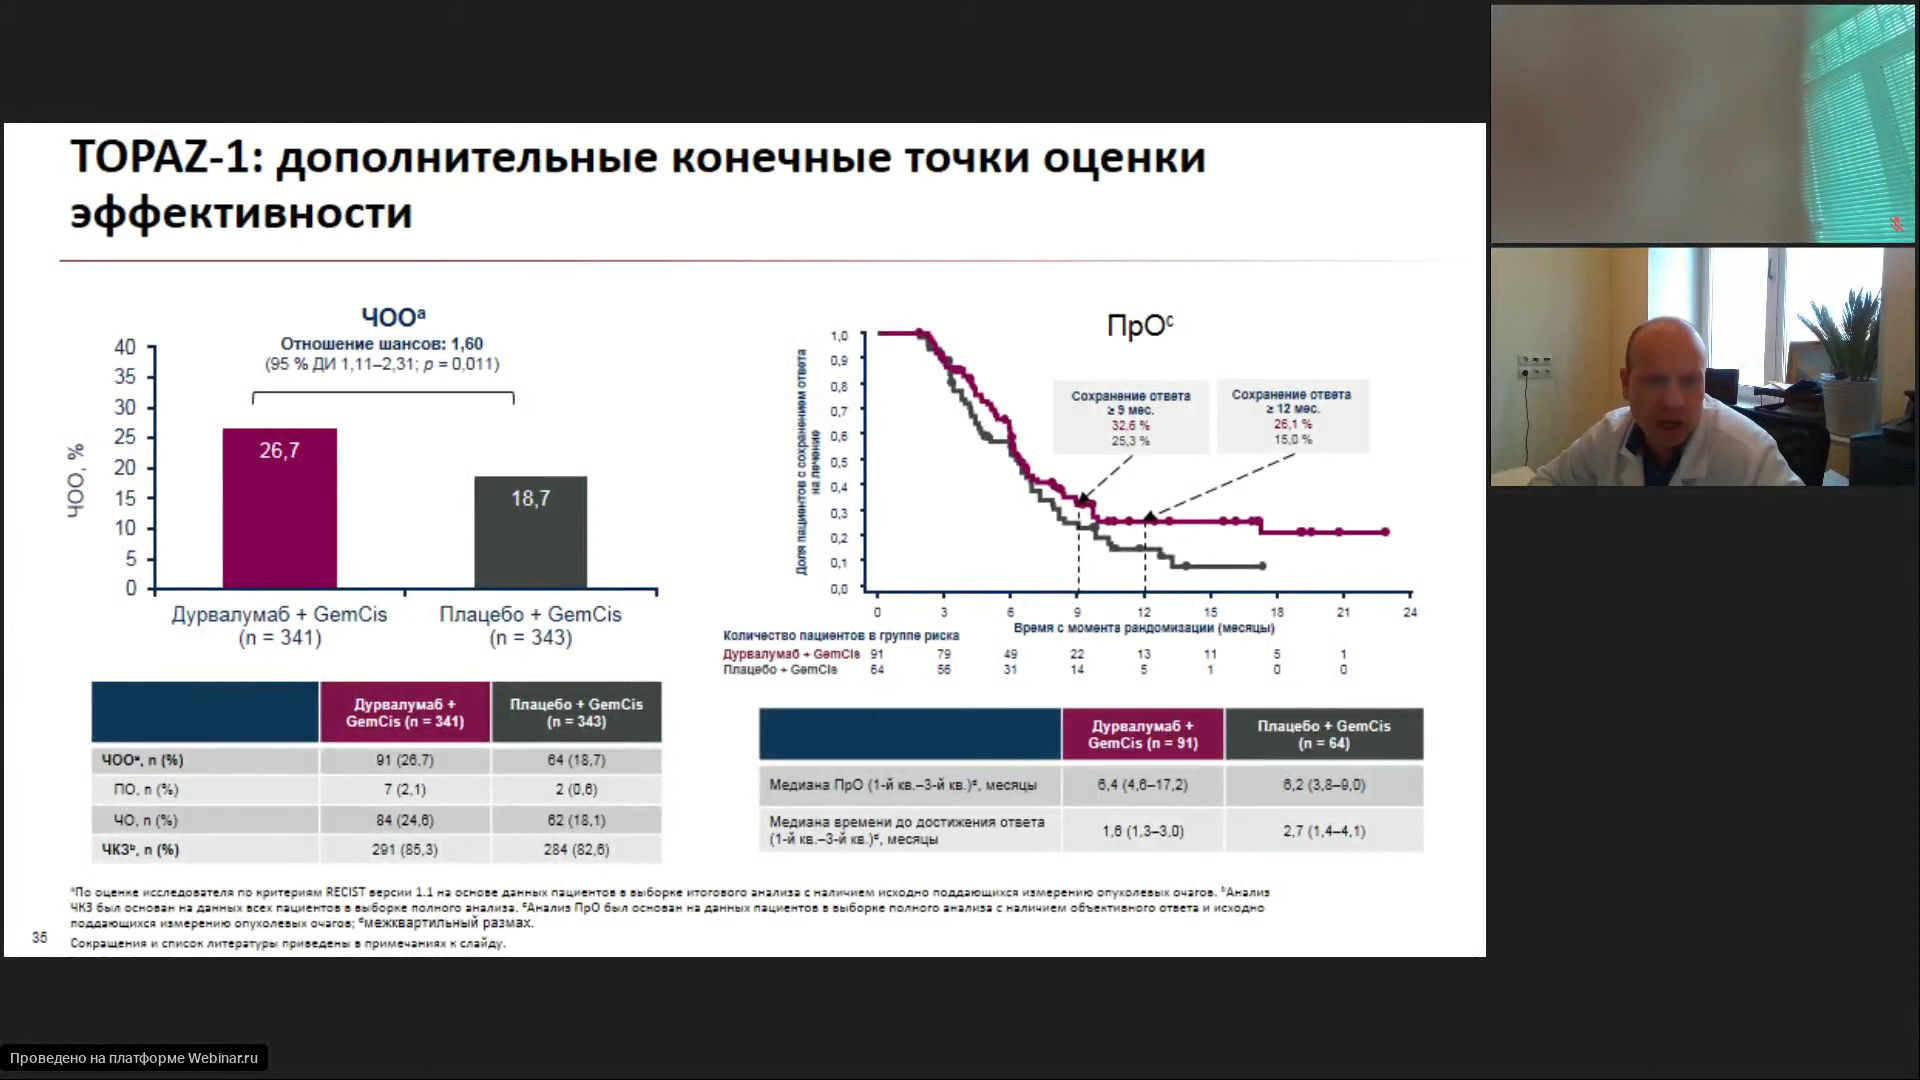 TOPAZ-1: дополнительные конечные точки оценки
эффективности
ЧООᵃ
Отношение шансов: 1,60
(95 % ДИ 1,11–2,31; p = 0,011)
ЧОО, %
40
35
30
25
20
15
10
5
0
26,7
18,7
Дурвалумаб + GemCis
(n = 341)
Плацебо + GemCis
(n = 343)
Дурвалумаб +
GemCis (n = 341)
Плацебо + GemCis
(n = 343)
ЧООᵃ, n (%) 91 (26,7) 64 (18,7)
ПО, n (%) 7 (2,1) 2 (0,6)
ЧО, n (%) 84 (24,6) 62 (18,1)
ЧКЗᵇ, n (%) 291 (85,3) 284 (82,6)
ПрОᶜ
Доля пациентов с сохранением ответа
на лечение
1,0
0,9
0,8
0,7
0,6
0,5
0,4
0,3
0,2
0,1
0,0
Сохранение ответа
≥ 9 мес.
32,6 %
25,3 %
Сохранение ответа
≥ 12 мес.
26,1 %
15,0 %
0 3 6 9 12 15 18 21 24
Время с момента рандомизации (месяцы)
Количество пациентов в группе риска
Дурвалумаб + GemCis 91 79 49 22 13 11 5 1
Плацебо + GemCis 64 56 31 14 5 1 0 0
Дурвалумаб +
GemCis (n = 91)
Плацебо + GemCis
(n = 64)
Медиана ПрО (1-й кв.–3-й кв.)ᵈ, месяцы 6,4 (4,6–17,2) 6,2 (3,8–9,0)
Медиана времени до достижения ответа
(1-й кв.–3-й кв.)ᵈ, месяцы 1,6 (1,3–3,0) 2,7 (1,4–4,1)
ᵃПо оценке исследователя по критериям RECIST версии 1.1 на основе данных пациентов в выборке итогового анализа с наличием исходно поддающихся измерению опухолевых очагов. ᵇАнализ
ЧКЗ был основан на данных всех пациентов в выборке полного анализа. ᶜАнализ ПрО был основан на данных пациентов в выборке полного анализа с наличием объективного ответа и исходно
поддающихся измерению опухолевых очагов; ᵈмежквартильный размах.
Сокращения и список литературы приведены в примечаниях к слайду.
35
Проведено на платформе Webinar.ru